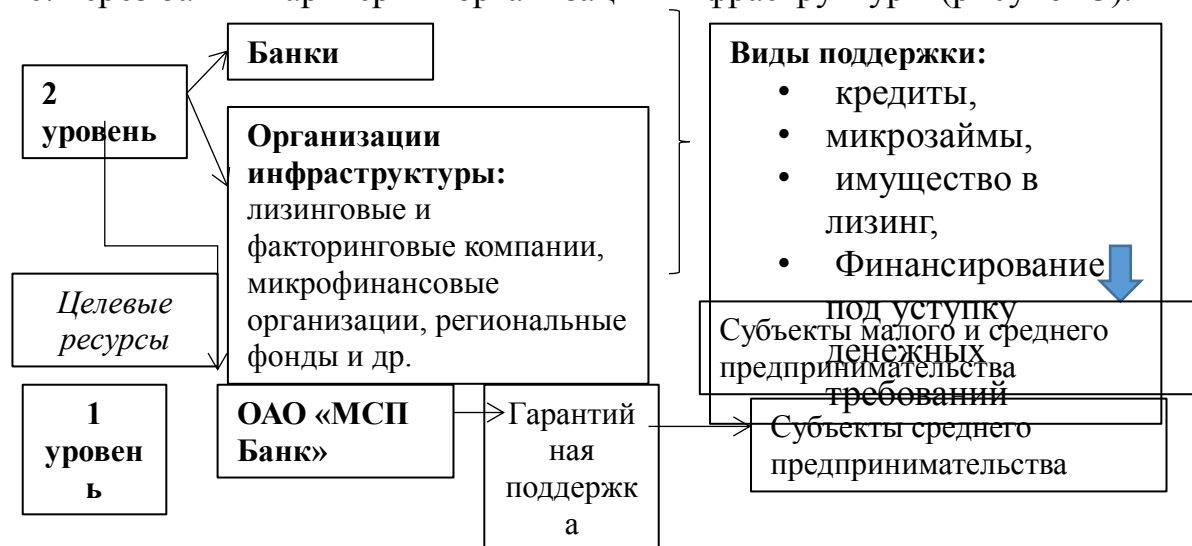 Банки
2
уровень
Организации
инфраструктуры:
лизинговые и
факторинговые компании,
микрофинансовые
организации, региональные
фонды и др.
Виды поддержки:
• кредиты,
• микрозаймы,
• имущество в
лизинг,
• Финансирование
под уступку
денежных
требований
Целевые
ресурсы
Субъекты малого и среднего
предпринимательства
1
уровен
ь
ОАО «МСП
Банк»
Гарантий
ная
поддержк
а
Субъекты среднего
предпринимательства